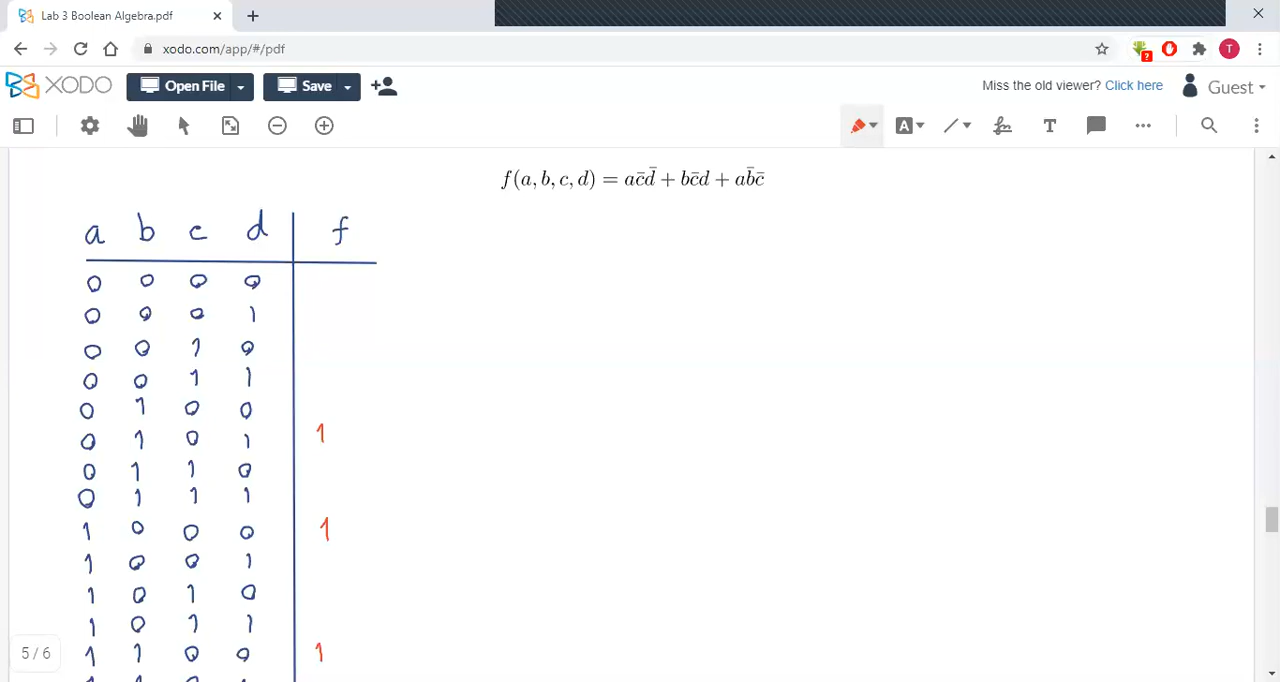 Lab 3 Boolean Algebra.pdf
xodo.com/app/#/pdf
? T
XODO Open File Save Miss the old viewer? Click here Guest
A T
f(a, b, c, d) = ac̄d̄ + bc̄d + ab̄c̄
a b c d f
0 0 0 0
0 0 0 1
0 0 1 0
0 0 1 1
0 1 0 0
0 1 0 1 1
0 1 1 0
0 1 1 1
1 0 0 0 1
1 0 0 1
1 0 1 0
1 0 1 1
5 / 6
1 1 0 0 1